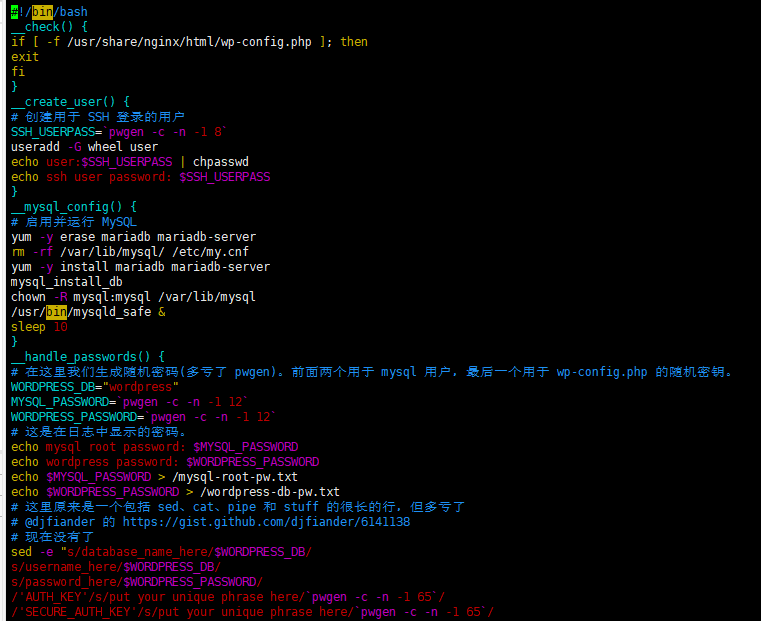 #!/bin/bash
__check() {
if [ -f /usr/share/nginx/html/wp-config.php ]; then
exit
fi
}
__create_user() {
# 创建用于 SSH 登录的用户
SSH_USERPASS=`pwgen -c -n -1 8`
useradd -G wheel user
echo user:$SSH_USERPASS | chpasswd
echo ssh user password: $SSH_USERPASS
}
__mysql_config() {
# 启用并运行 MySQL
yum -y erase mariadb mariadb-server
rm -rf /var/lib/mysql/ /etc/my.cnf
yum -y install mariadb mariadb-server
mysql_install_db
chown -R mysql:mysql /var/lib/mysql
/usr/bin/mysqld_safe &
sleep 10
}
__handle_passwords() {
# 在这里我们生成随机密码(多亏了 pwgen)。前面两个用于 mysql 用户, 最后一个用于 wp-config.php 的随机密钥。
WORDPRESS_DB="wordpress"
MYSQL_PASSWORD=`pwgen -c -n -1 12`
WORDPRESS_PASSWORD=`pwgen -c -n -1 12`
# 这是在日志中显示的密码。
echo mysql root password: $MYSQL_PASSWORD
echo wordpress password: $WORDPRESS_PASSWORD
echo $MYSQL_PASSWORD > /mysql-root-pw.txt
echo $WORDPRESS_PASSWORD > /wordpress-db-pw.txt
# 这里原来是一个包括 sed、cat、pipe 和 stuff 的很长的行, 但多亏了
# @djfiander 的 https://gist.github.com/djfiander/6141138
# 现在没有了
sed -e "s/database_name_here/$WORDPRESS_DB/
s/username_here/$WORDPRESS_DB/
s/password_here/$WORDPRESS_PASSWORD/
/'AUTH_KEY'/s/put your unique phrase here/`pwgen -c -n -1 65`/
/'SECURE_AUTH_KEY'/s/put your unique phrase here/`pwgen -c -n -1 65`/